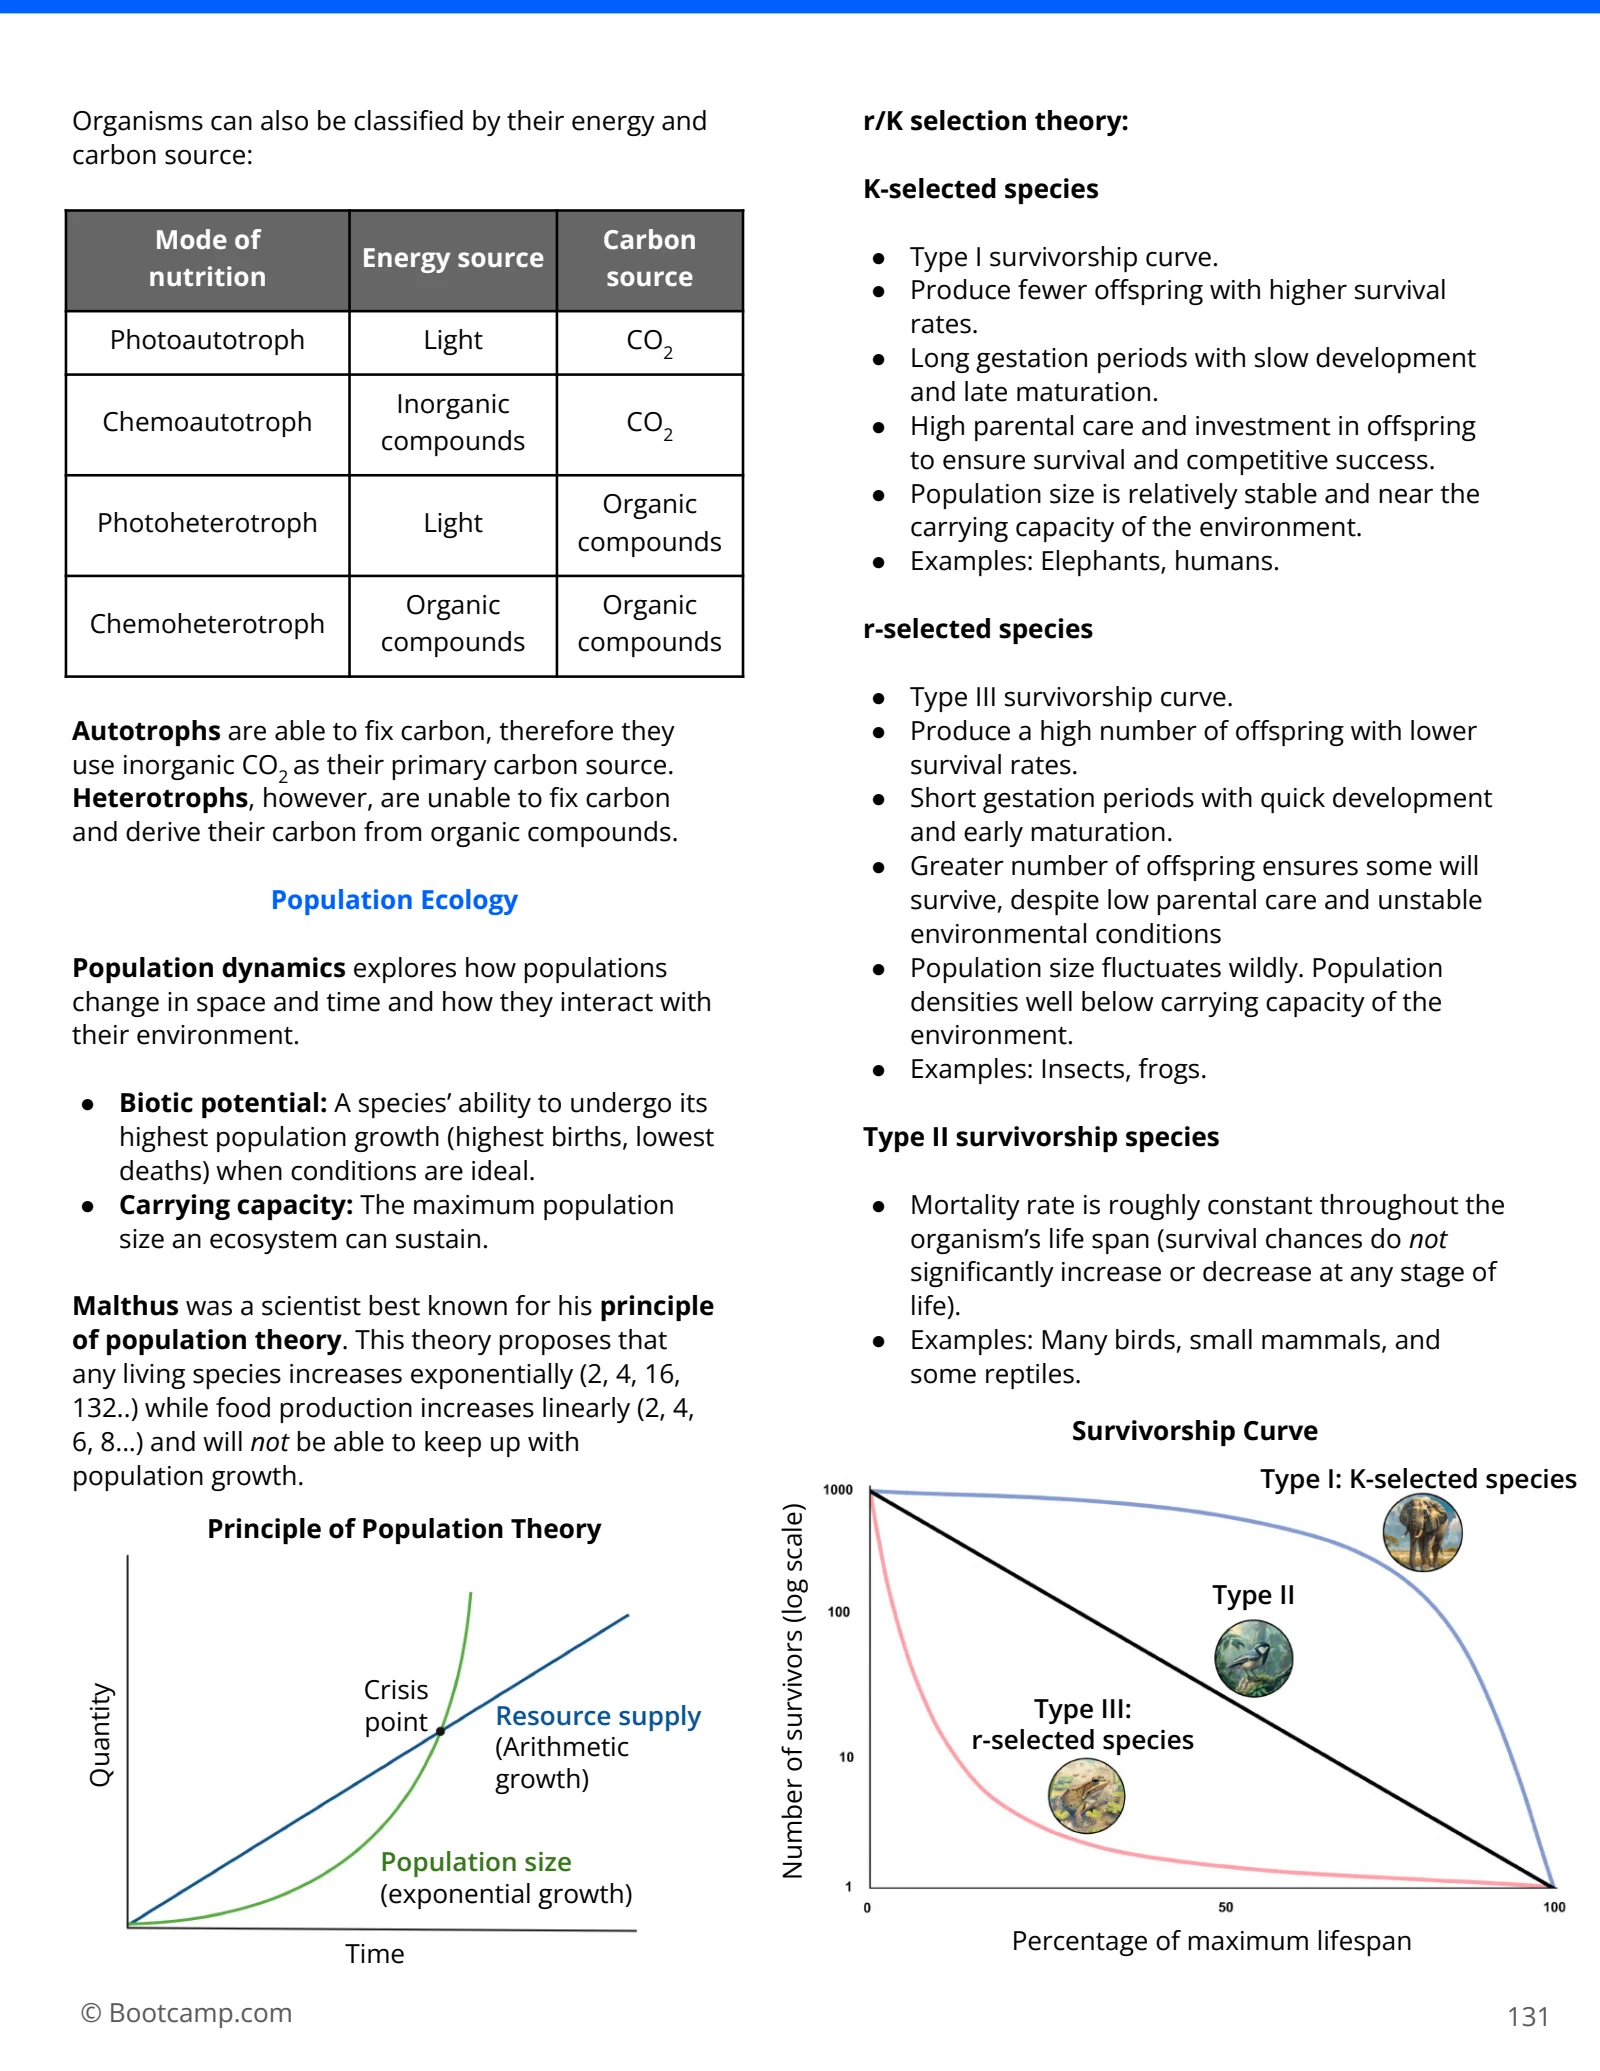 Organisms can also be classified by their energy and
carbon source:
Mode of
nutrition
Energy source
Carbon
source
Photoautotroph
Light
CO2
Chemoautotroph
Inorganic
compounds
CO2
Photoheterotroph
Light
Organic
compounds
Chemoheterotroph
Organic
compounds
Organic
compounds
Autotrophs are able to fix carbon, therefore they
use inorganic CO2 as their primary carbon source.
Heterotrophs, however, are unable to fix carbon
and derive their carbon from organic compounds.
Population Ecology
Population dynamics explores how populations
change in space and time and how they interact with
their environment.
● Biotic potential: A species’ ability to undergo its
highest population growth (highest births, lowest
deaths) when conditions are ideal.
● Carrying capacity: The maximum population
size an ecosystem can sustain.
Malthus was a scientist best known for his principle
of population theory. This theory proposes that
any living species increases exponentially (2, 4, 16,
132..) while food production increases linearly (2, 4,
6, 8...) and will not be able to keep up with
population growth.
Principle of Population Theory
Quantity
Crisis
point
Resource supply
(Arithmetic
growth)
Population size
(exponential growth)
Time
r/K selection theory:
K-selected species
● Type I survivorship curve.
● Produce fewer offspring with higher survival
rates.
● Long gestation periods with slow development
and late maturation.
● High parental care and investment in offspring
to ensure survival and competitive success.
● Population size is relatively stable and near the
carrying capacity of the environment.
● Examples: Elephants, humans.
r-selected species
● Type III survivorship curve.
● Produce a high number of offspring with lower
survival rates.
● Short gestation periods with quick development
and early maturation.
● Greater number of offspring ensures some will
survive, despite low parental care and unstable
environmental conditions
● Population size fluctuates wildly. Population
densities well below carrying capacity of the
environment.
● Examples: Insects, frogs.
Type II survivorship species
● Mortality rate is roughly constant throughout the
organism’s life span (survival chances do not
significantly increase or decrease at any stage of
life).
● Examples: Many birds, small mammals, and
some reptiles.
Survivorship Curve
Type I: K-selected species
Number of survivors (log scale)
1000
100
10
1
Type II
Type III:
r-selected species
0
50
100
Percentage of maximum lifespan
© Bootcamp.com
131